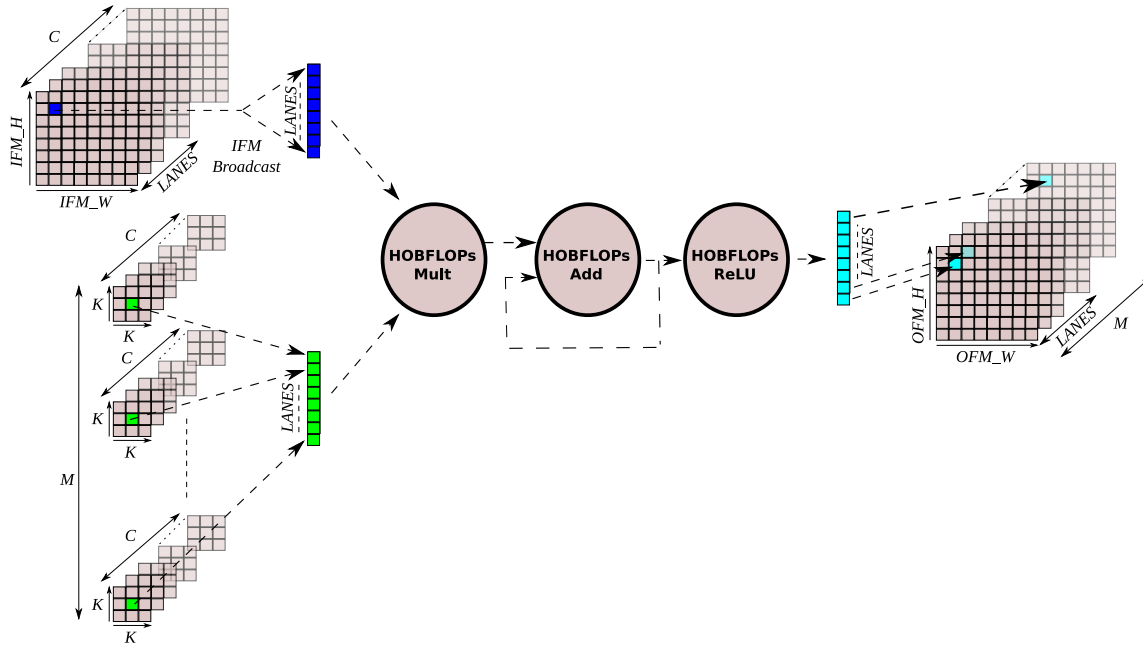 C
IFM_H
IFM_W
LANES
IFM
Broadcast
LANES
C
K
K
C
K
K
M
C
K
K
LANES
HOBFLOPs
Mult
HOBFLOPs
Add
HOBFLOPs
ReLU
LANES
OFM_H
OFM_W
LANES
M